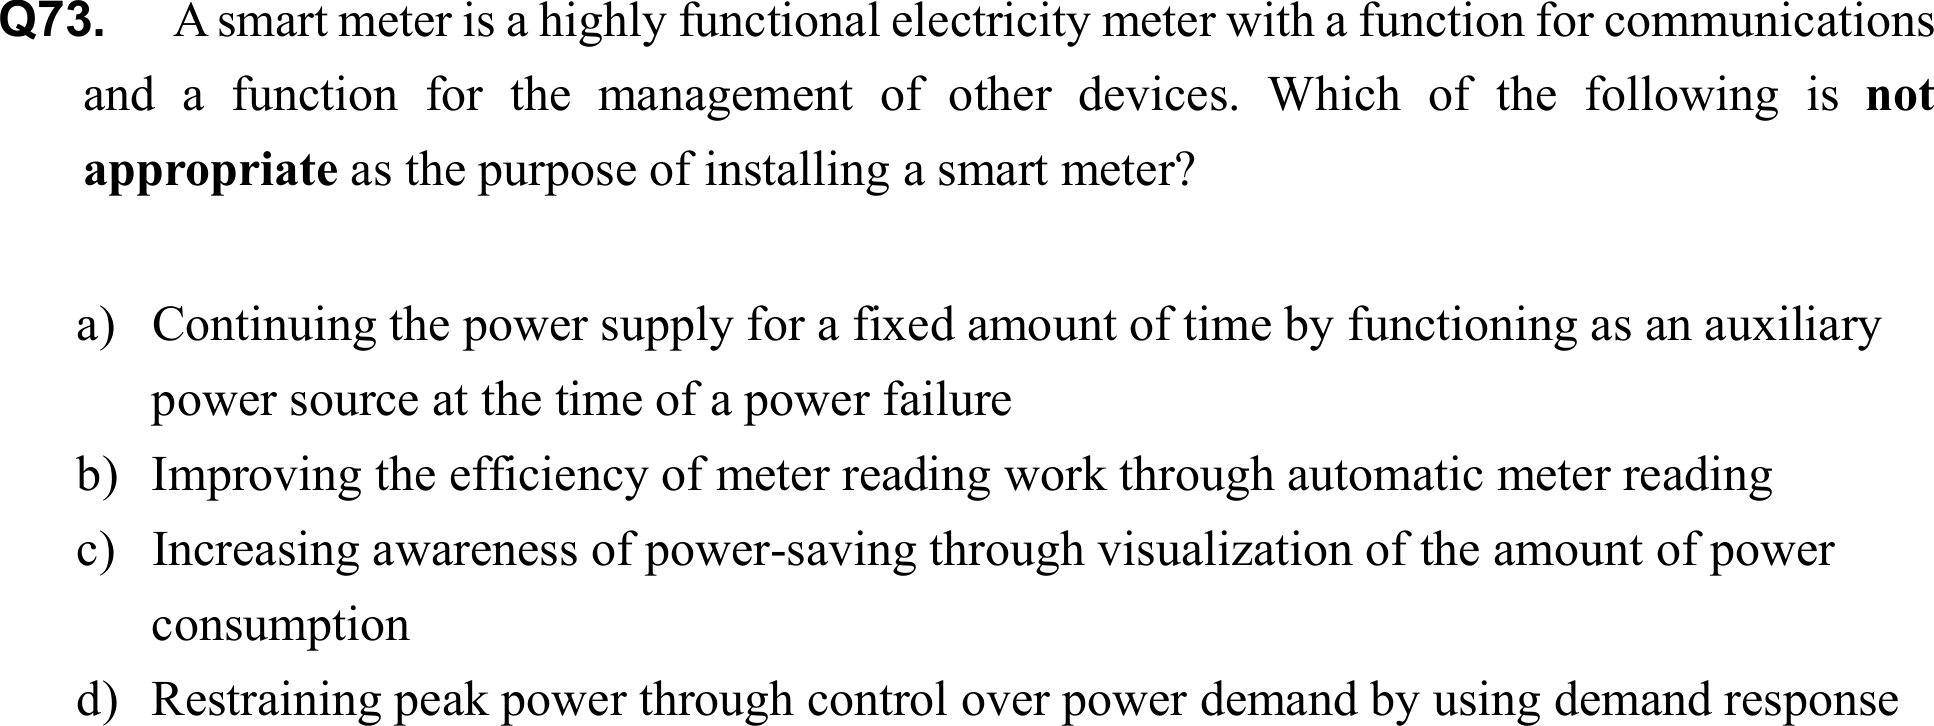 Q73. A smart meter is a highly functional electricity meter with a function for communications
and a function for the management of other devices. Which of the following is not
appropriate as the purpose of installing a smart meter?
a) Continuing the power supply for a fixed amount of time by functioning as an auxiliary
power source at the time of a power failure
b) Improving the efficiency of meter reading work through automatic meter reading
c) Increasing awareness of power-saving through visualization of the amount of power
consumption
d) Restraining peak power through control over power demand by using demand response